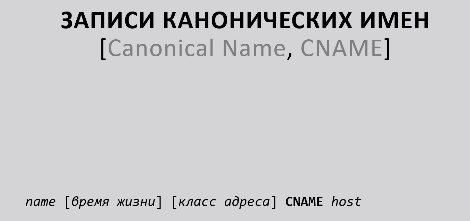 ЗАПИСИ КАНОНИЧЕСКИХ ИМЕН
[Canonical Name, CNAME]
name [время жизни] [класс адреса] CNAME host